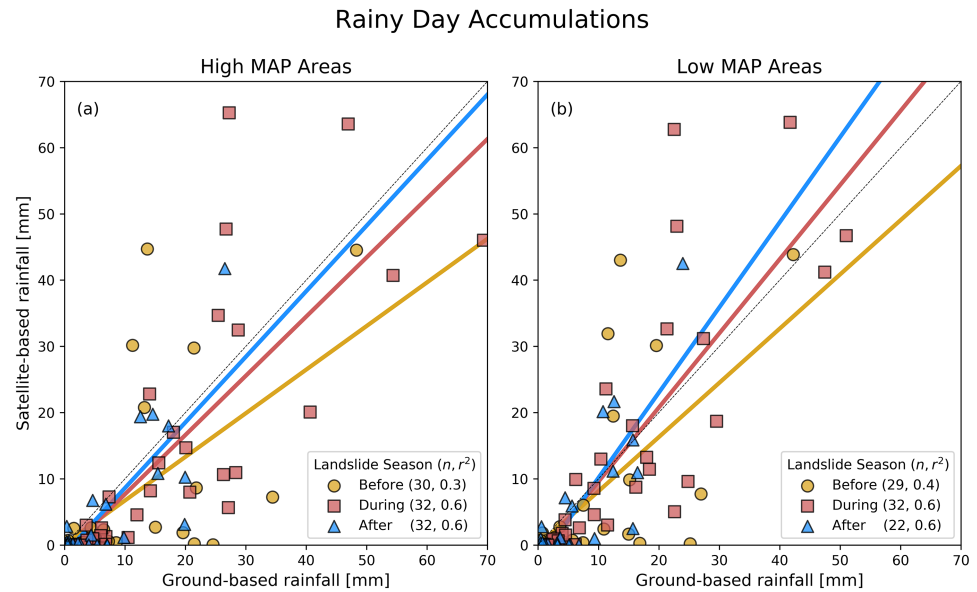 Rainy Day Accumulations
High MAP Areas
(a)
Satellite-based rainfall [mm]
70
60
50
40
30
20
10
0
0 10 20 30 40 50 60 70
Ground-based rainfall [mm]
Landslide Season (n, r²)
Before (30, 0.3)
During (32, 0.6)
After (32, 0.6)
Low MAP Areas
(b)
70
60
50
40
30
20
10
0
0 10 20 30 40 50 60 70
Ground-based rainfall [mm]
Landslide Season (n, r²)
Before (29, 0.4)
During (32, 0.6)
After (22, 0.6)